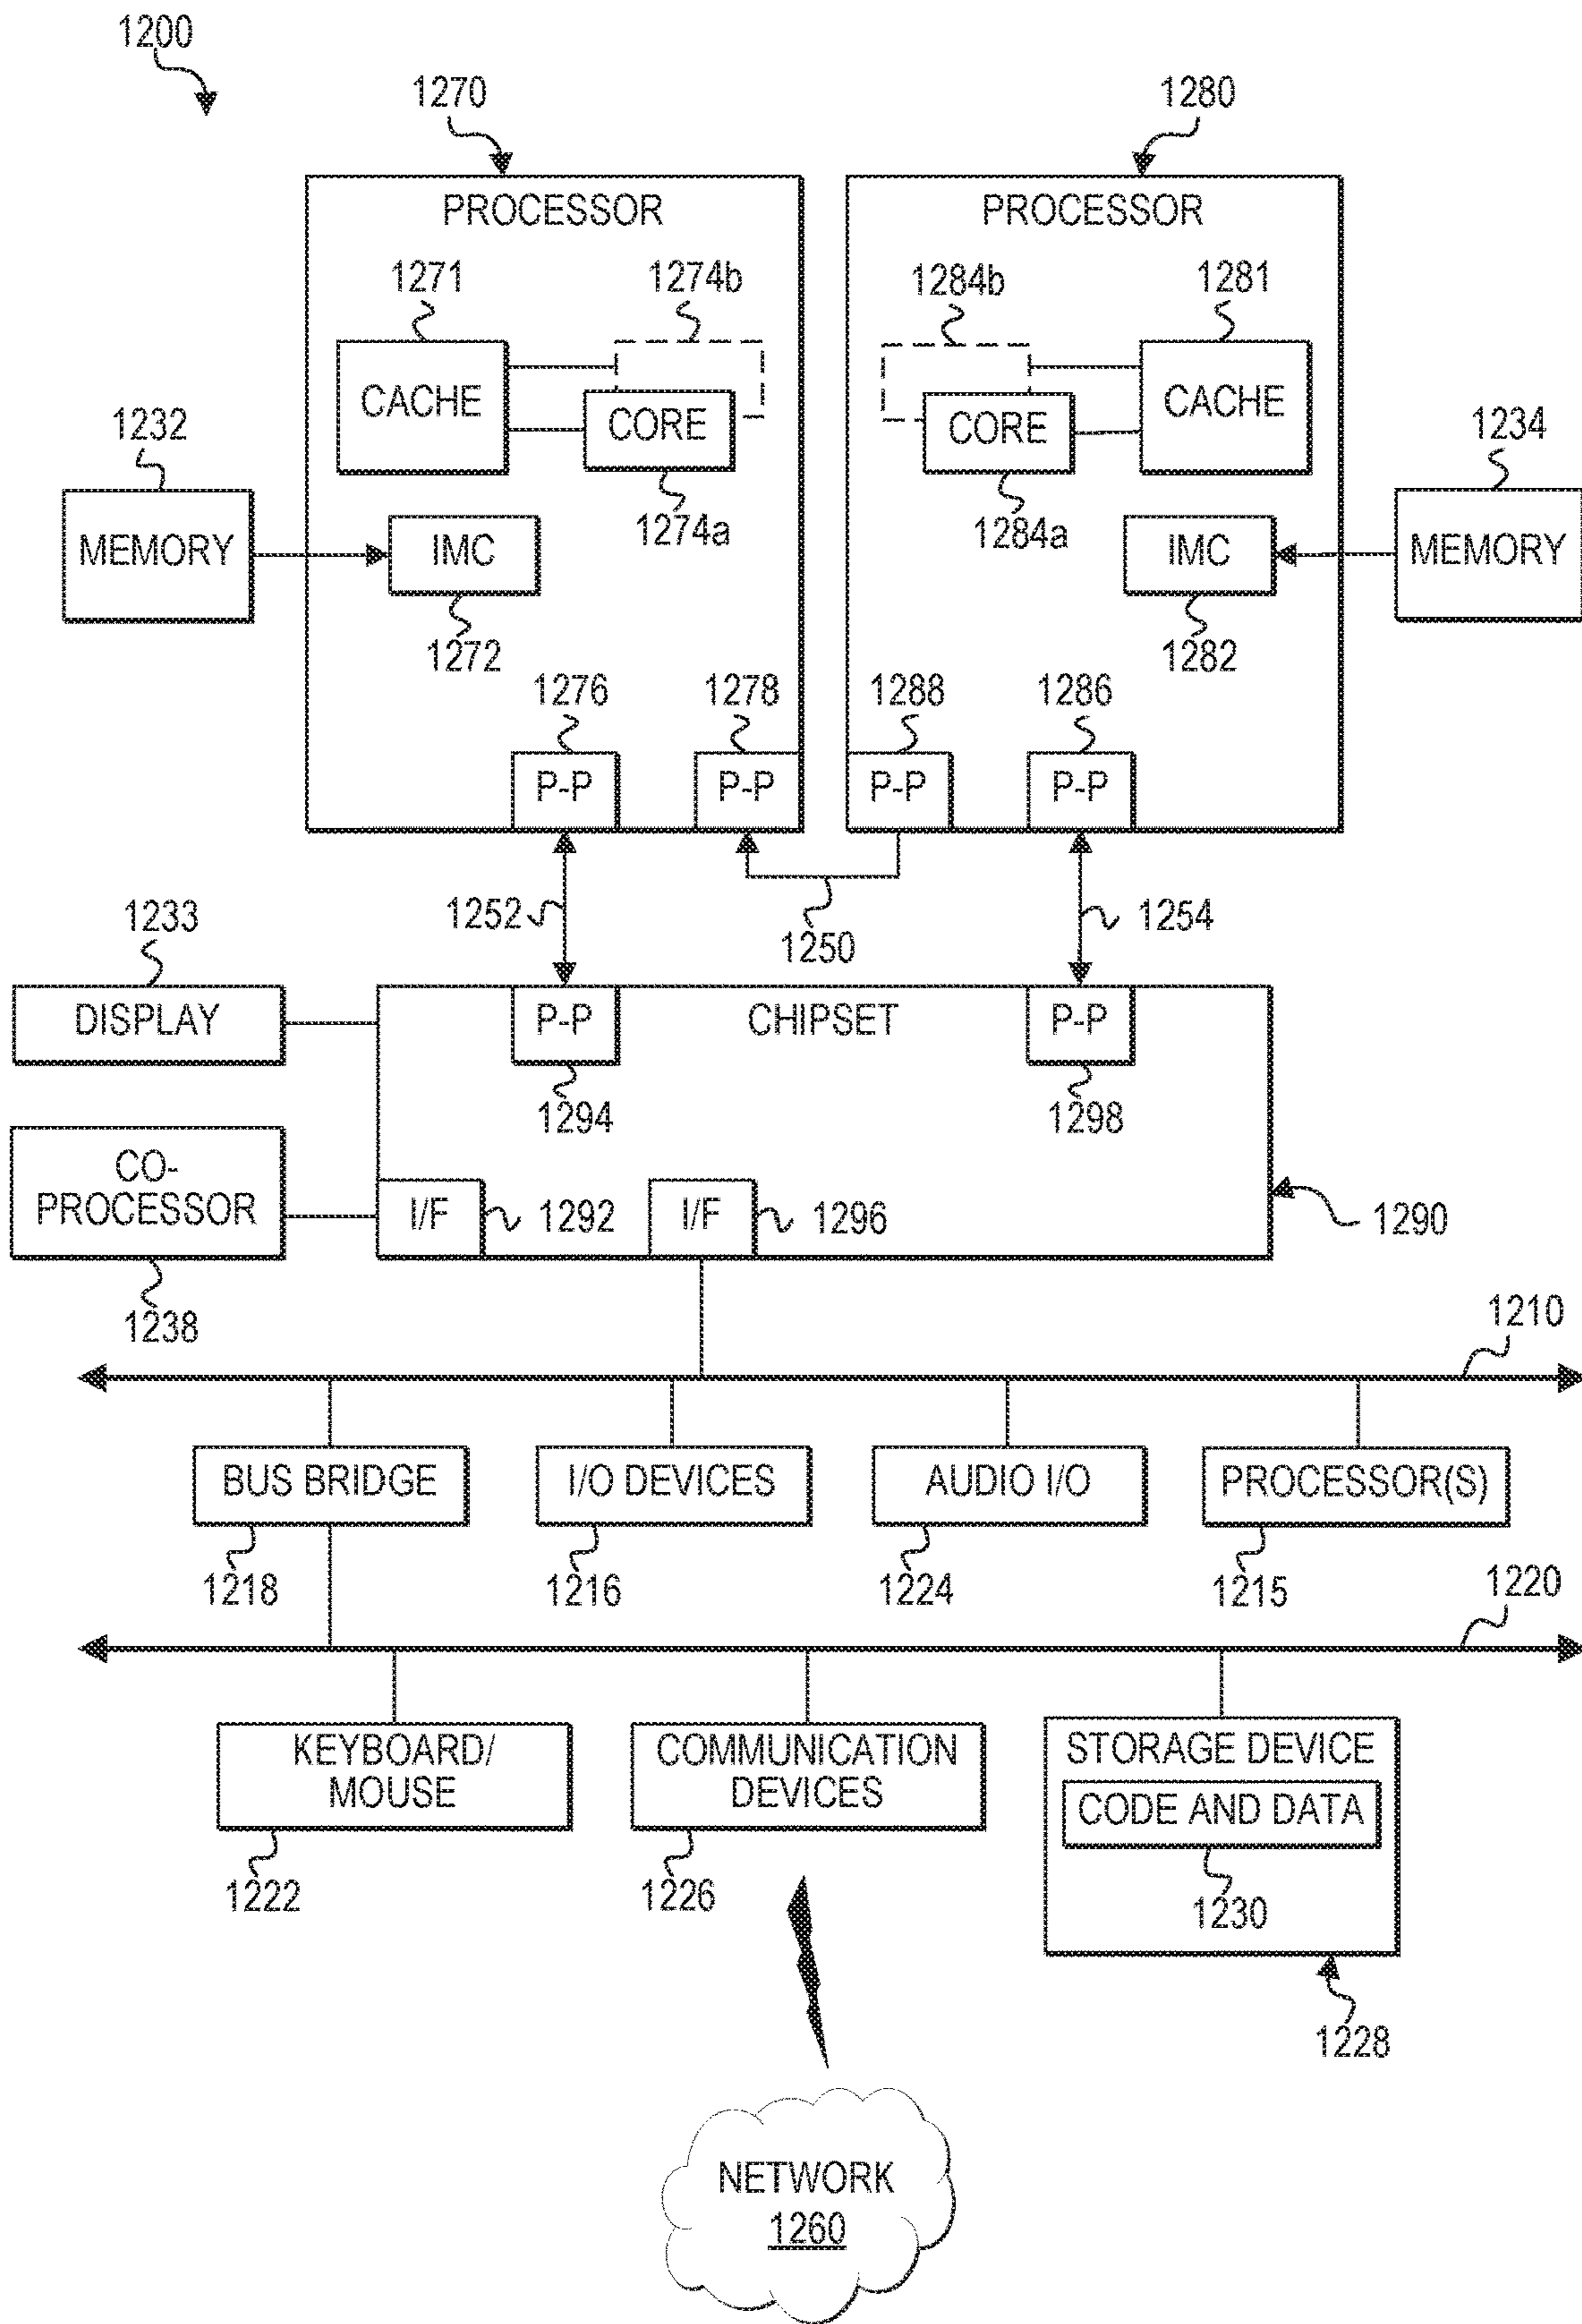 1200
1270
1280
PROCESSOR
PROCESSOR
1271
1274b
1284b
1281
CACHE
CORE
CORE
CACHE
1232
1234
1274a
1284a
MEMORY
IMC
IMC
MEMORY
1272
1282
1276
1278
1288
1286
P-P
P-P
P-P
P-P
1252
1250
1254
1233
DISPLAY
P-P
CHIPSET
P-P
1294
1298
CO-
PROCESSOR
I/F
1292
I/F
1296
1290
1238
1210
BUS BRIDGE
I/O DEVICES
AUDIO I/O
PROCESSOR(S)
1218
1216
1224
1215
1220
KEYBOARD/
MOUSE
COMMUNICATION
DEVICES
STORAGE DEVICE
CODE AND DATA
1222
1226
1230
1228
NETWORK
1260